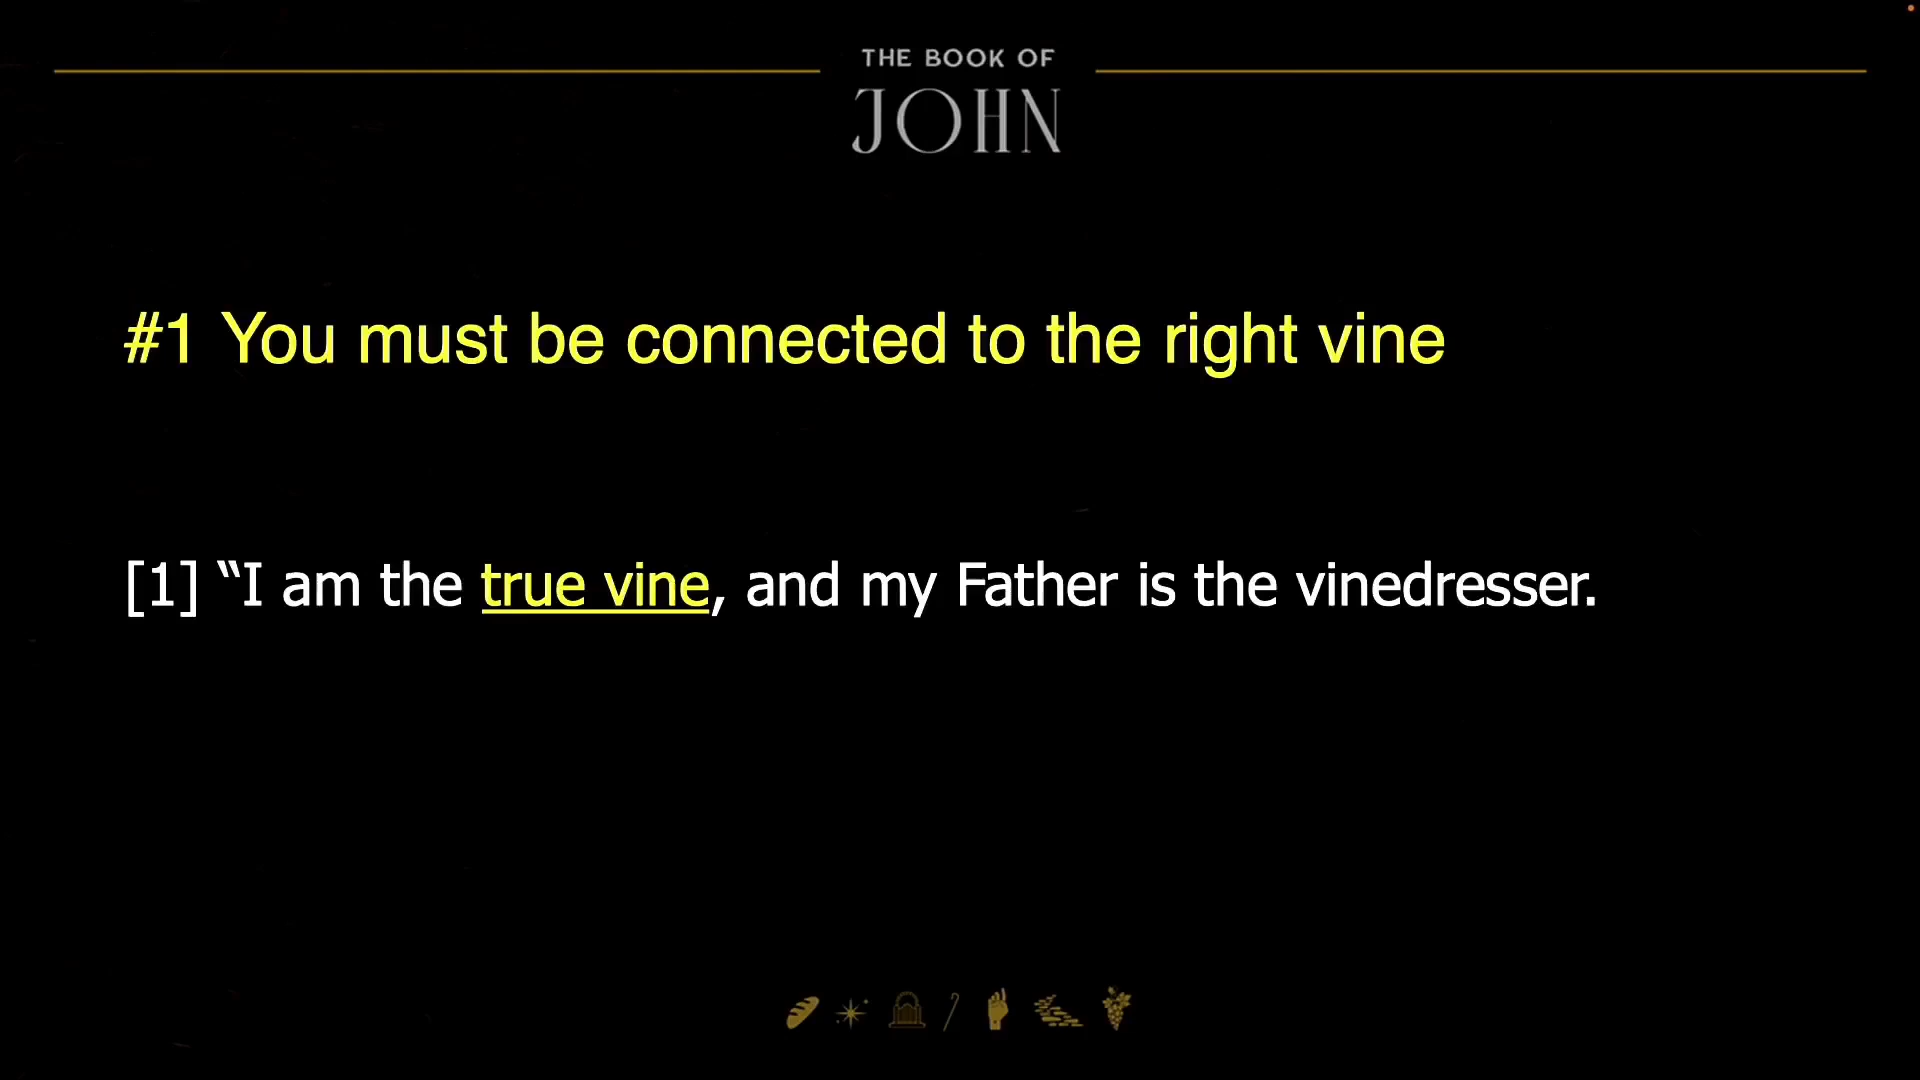 THE BOOK OF
JOHN
#1 You must be connected to the right vine
[1] “I am the true vine, and my Father is the vinedresser.